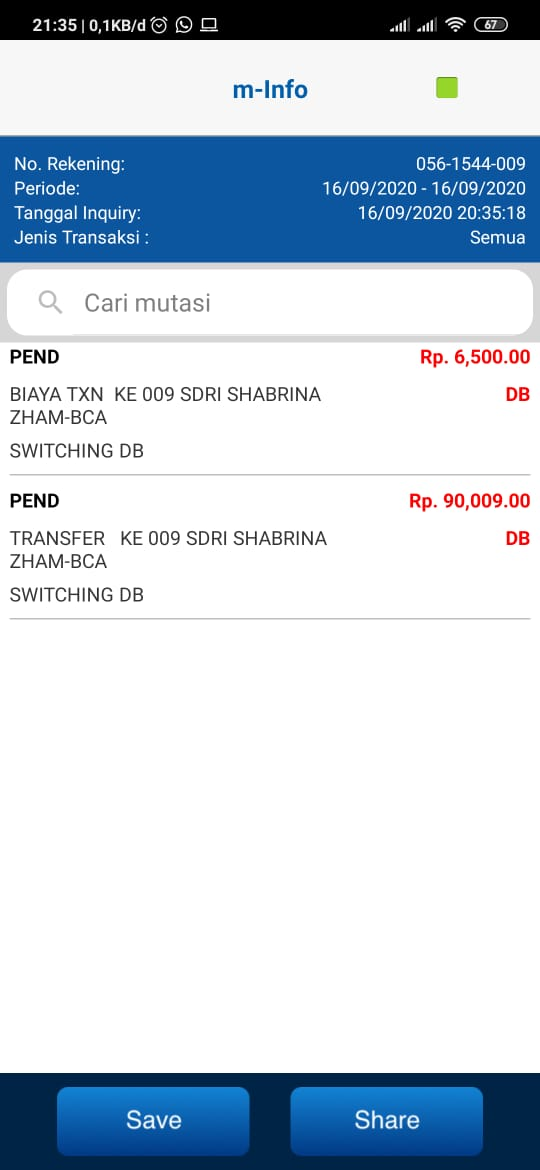 21:35 | 0,1KB/d
67
m-Info
No. Rekening: 056-1544-009
Periode: 16/09/2020 - 16/09/2020
Tanggal Inquiry: 16/09/2020 20:35:18
Jenis Transaksi : Semua
Cari mutasi
PEND Rp. 6,500.00
BIAYA TXN  KE 009 SDRI SHABRINA DB
ZHAM-BCA
SWITCHING DB
PEND Rp. 90,009.00
TRANSFER   KE 009 SDRI SHABRINA DB
ZHAM-BCA
SWITCHING DB
Save Share